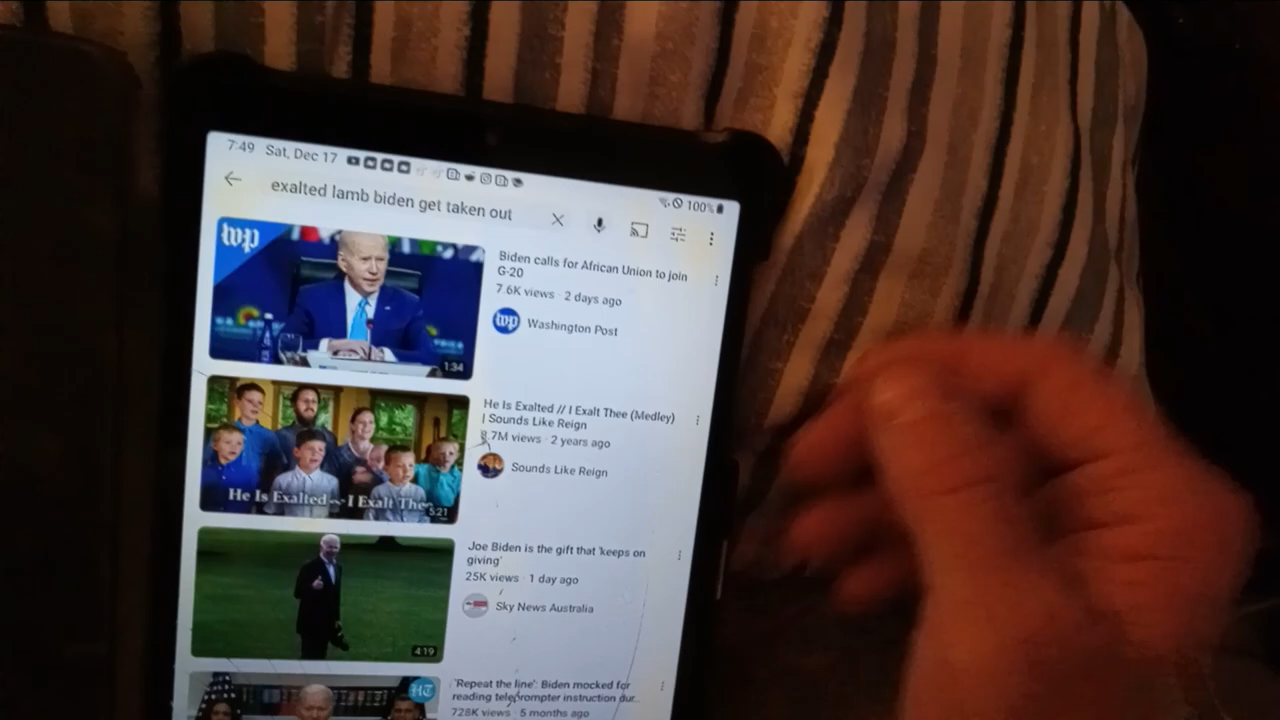 7:49 Sat, Dec 17
100%
exalted lamb biden get taken out
wp
1:34
Biden calls for African Union to join
G-20
7.6K views · 2 days ago
wp Washington Post
He Is Exalted ~ I Exalt Thee
5:21
He Is Exalted // I Exalt Thee (Medley)
| Sounds Like Reign
.7M views · 2 years ago
Sounds Like Reign
4:19
Joe Biden is the gift that 'keeps on
giving'
25K views · 1 day ago
Sky News Australia
HT
'Repeat the line': Biden mocked for
reading teleprompter instruction dur...
728K views · 5 months ago